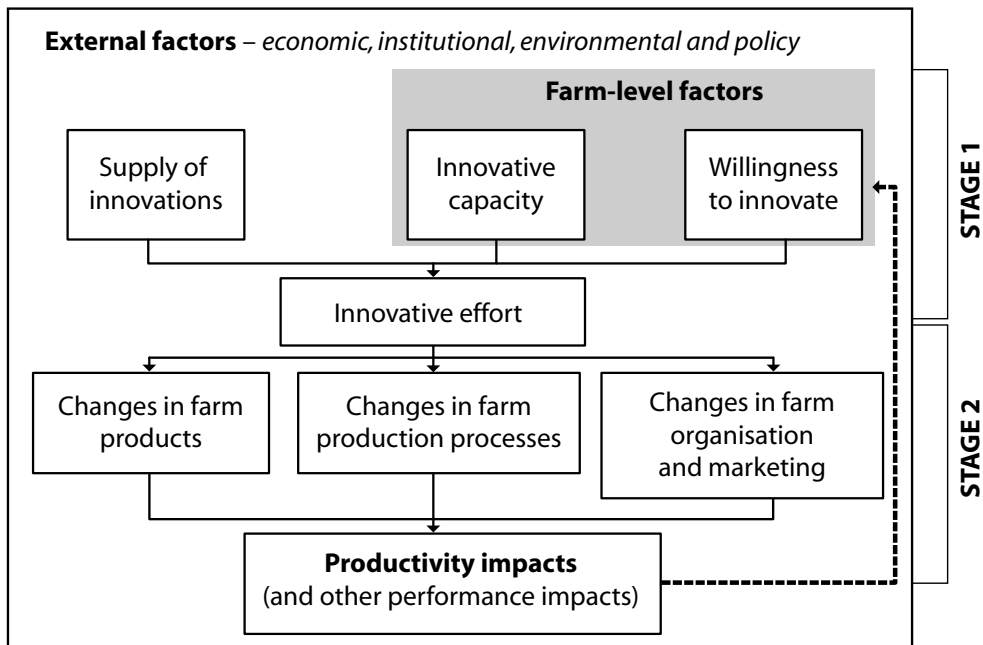 External factors – economic, institutional, environmental and policy
Farm-level factors
Supply of
innovations
Innovative
capacity
Willingness
to innovate
STAGE 1
Innovative effort
Changes in farm
products
Changes in farm
production processes
Changes in farm
organisation
and marketing
STAGE 2
Productivity impacts
(and other performance impacts)